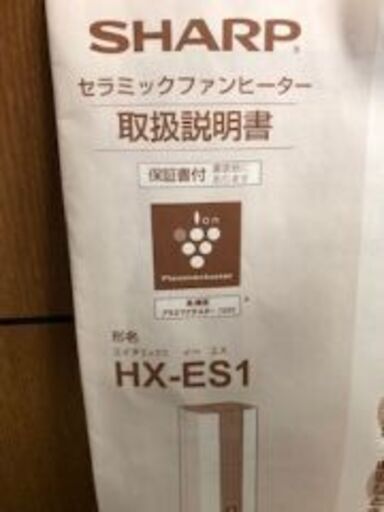 SHARP
セラミックファンヒーター
取扱説明書
保証書付
Ion
Plasmacluster
形名
HX-ES1